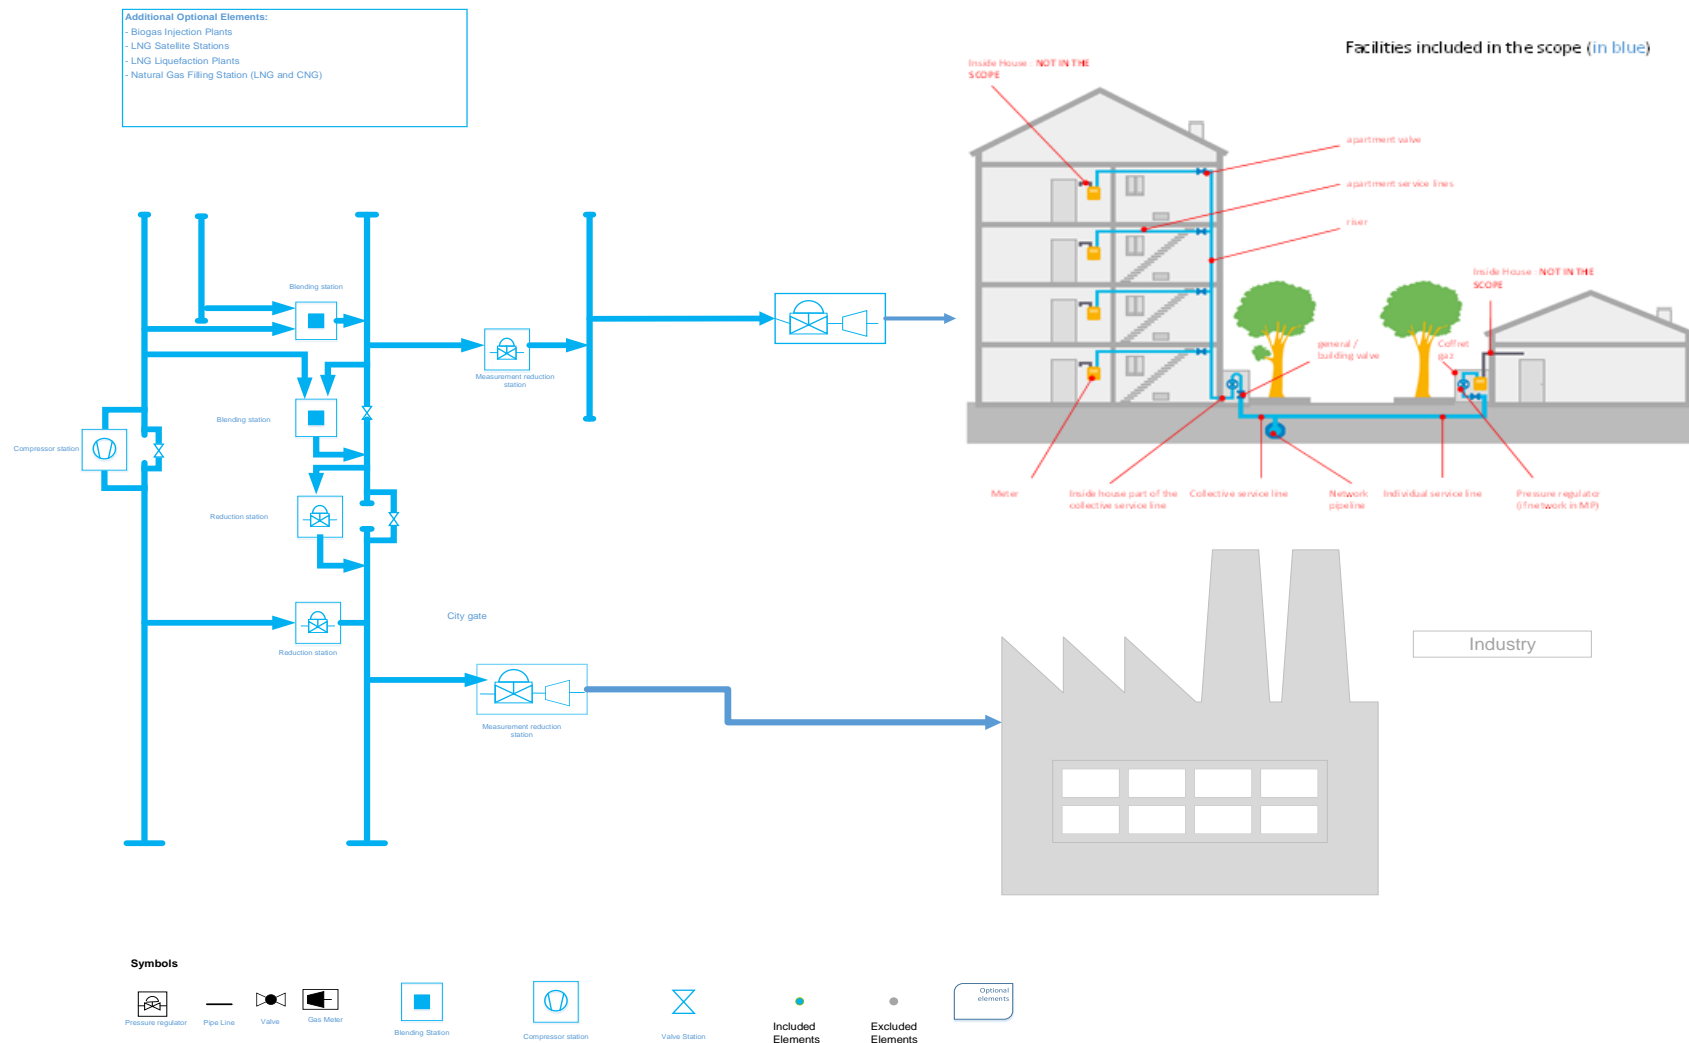 Additional Optional Elements:
- Biogas Injection Plants
- LNG Satellite Stations
- LNG Liquefaction Plants
- Natural Gas Filling Station (LNG and CNG)
Facilities included in the scope (in blue)
Inside House : NOT IN THE
SCOPE
apartment valve
apartment service lines
riser
Inside House : NOT IN THE
SCOPE
general /
building valve
Coffret
gaz
Meter
Inside house part of the
collective service line
Collective service line
Network
pipeline
Individual service line
Pressure regulator
(if network in MP)
Blending station
Measurement reduction
station
Blending station
Compressor station
Reduction station
City gate
Reduction station
Measurement reduction
station
Industry
Symbols
Pressure regulator
Pipe Line
Valve
Gas Meter
Blending Station
Compressor station
Valve Station
Included
Elements
Excluded
Elements
Optional
elements